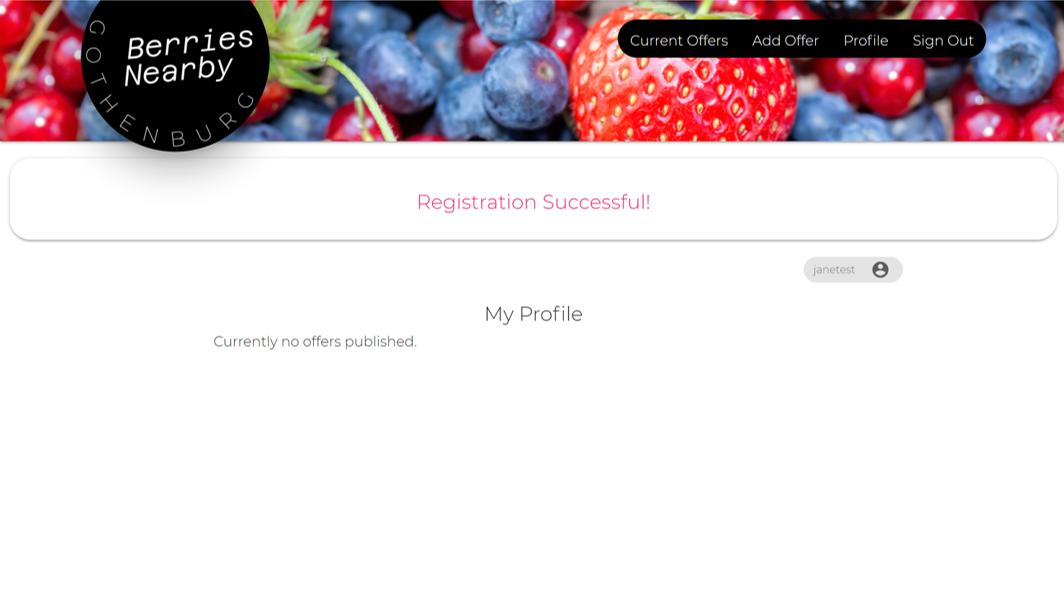 Berries
Nearby
GOTHENBURG
Current Offers
Add Offer
Profile
Sign Out
Registration Successful!
janetest
My Profile
Currently no offers published.